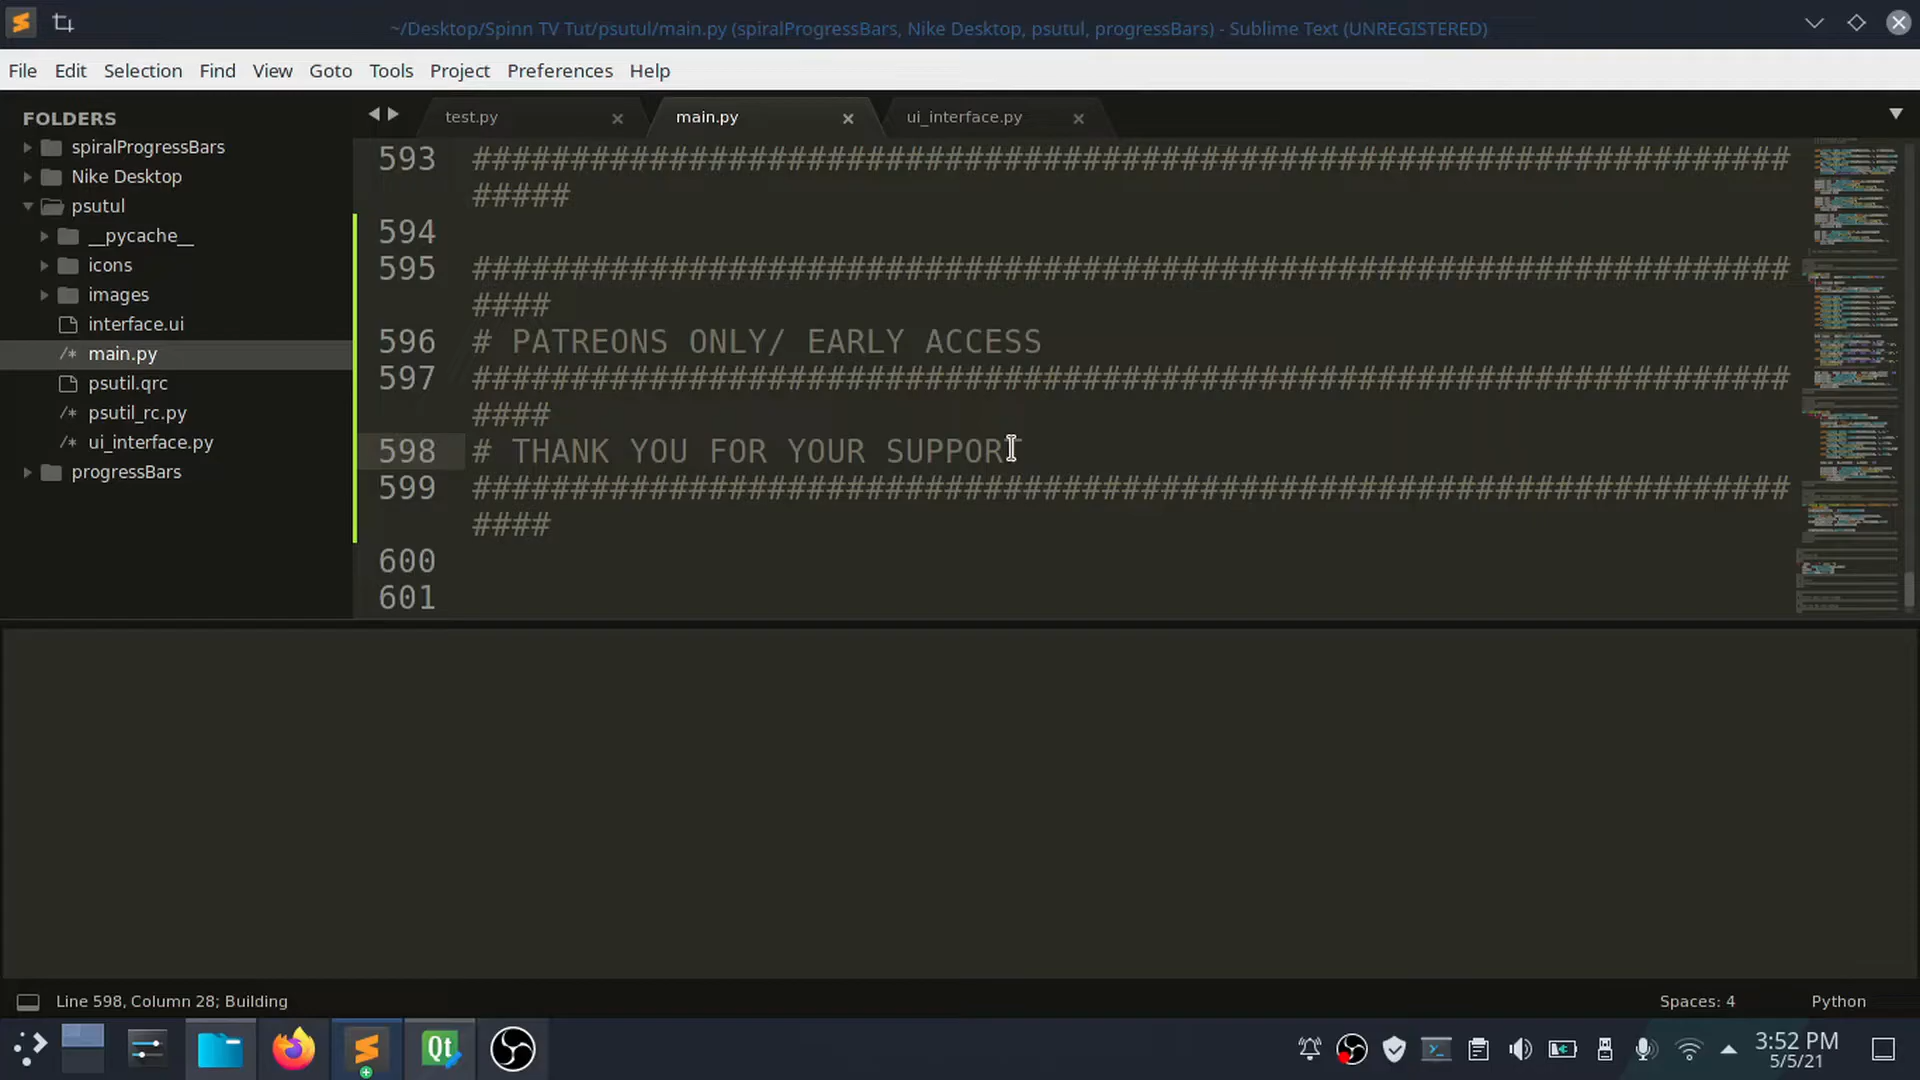 ~/Desktop/Spinn TV Tut/psutul/main.py (spiralProgressBars, Nike Desktop, psutul, progressBars) - Sublime Text (UNREGISTERED)
File Edit Selection Find View Goto Tools Project Preferences Help
FOLDERS
spiralProgressBars
Nike Desktop
psutul
__pycache__
icons
images
interface.ui
/* main.py
psutil.qrc
/* psutil_rc.py
/* ui_interface.py
progressBars
test.py main.py ui_interface.py
593 ###################################################################
#####
594
595 ###################################################################
####
596 # PATREONS ONLY/ EARLY ACCESS
597 ###################################################################
####
598 # THANK YOU FOR YOUR SUPPORT
599 ###################################################################
####
600
601
Line 598, Column 28; Building
Spaces: 4
Python
Qt
3:52 PM
5/5/21